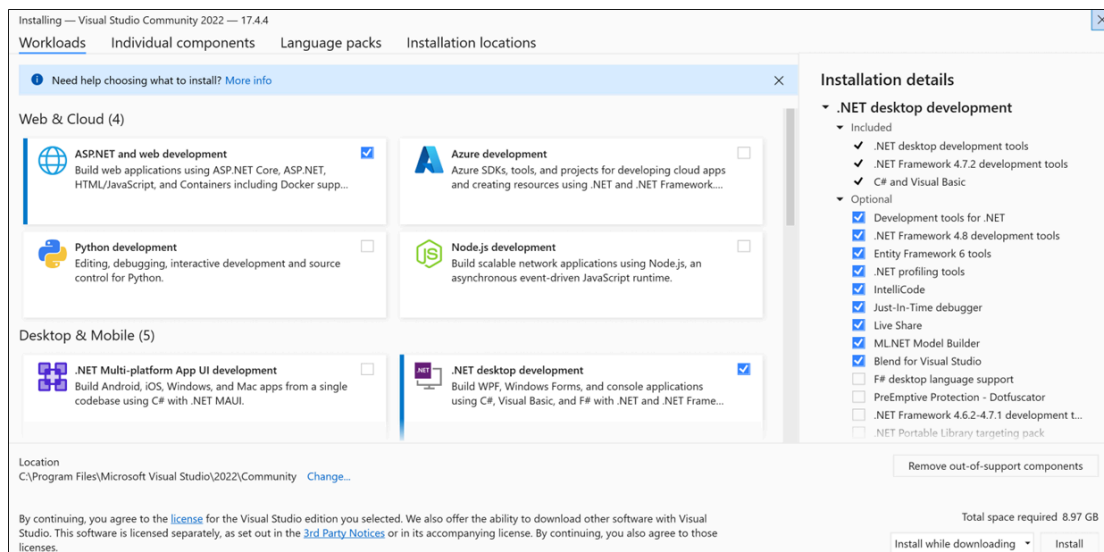 Installing — Visual Studio Community 2022 — 17.4.4
Workloads
Individual components
Language packs
Installation locations
Need help choosing what to install? More info
Web & Cloud (4)
ASP.NET and web development
Build web applications using ASP.NET Core, ASP.NET,
HTML/JavaScript, and Containers including Docker supp...
Azure development
Azure SDKs, tools, and projects for developing cloud apps
and creating resources using .NET and .NET Framework....
Python development
Editing, debugging, interactive development and source
control for Python.
Node.js development
Build scalable network applications using Node.js, an
asynchronous event-driven JavaScript runtime.
Desktop & Mobile (5)
.NET Multi-platform App UI development
Build Android, iOS, Windows, and Mac apps from a single
codebase using C# with .NET MAUI.
.NET
.NET desktop development
Build WPF, Windows Forms, and console applications
using C#, Visual Basic, and F# with .NET and .NET Frame...
Installation details
.NET desktop development
Included
.NET desktop development tools
.NET Framework 4.7.2 development tools
C# and Visual Basic
Optional
Development tools for .NET
.NET Framework 4.8 development tools
Entity Framework 6 tools
.NET profiling tools
IntelliCode
Just-In-Time debugger
Live Share
ML.NET Model Builder
Blend for Visual Studio
F# desktop language support
PreEmptive Protection - Dotfuscator
.NET Framework 4.6.2-4.7.1 development t...
.NET Portable Library targeting pack
Location
C:\Program Files\Microsoft Visual Studio\2022\Community Change...
Remove out-of-support components
By continuing, you agree to the license for the Visual Studio edition you selected. We also offer the ability to download other software with Visual
Studio. This software is licensed separately, as set out in the 3rd Party Notices or in its accompanying license. By continuing, you also agree to those
licenses.
Total space required 8.97 GB
Install while downloading
Install